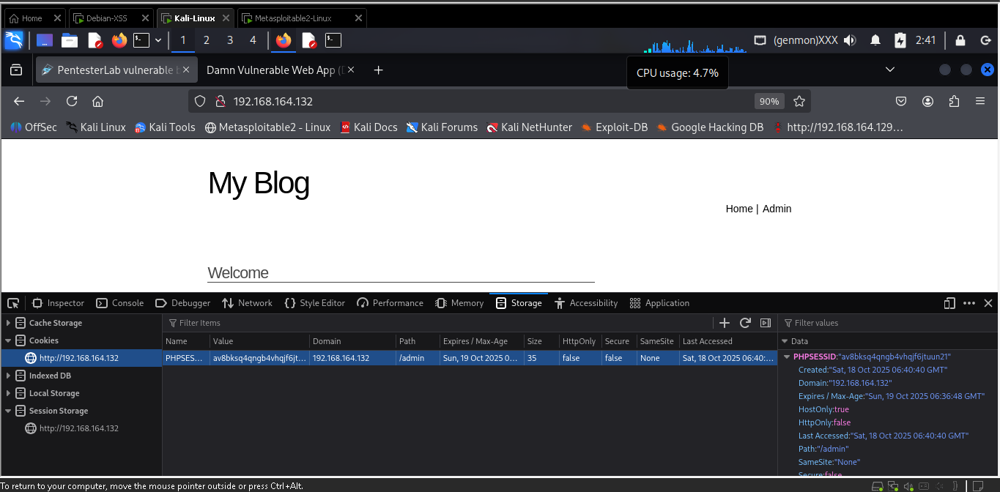 Home Debian-XSS Kali-Linux Metasploitable2-Linux
1 2 3 4 (genmon)XXX 2:41
PentesterLab vulnerable b Damn Vulnerable Web App (D
CPU usage: 4.7%
192.168.164.132 90%
OffSec Kali Linux Kali Tools Metasploitable2 - Linux Kali Docs Kali Forums Kali NetHunter Exploit-DB Google Hacking DB http://192.168.164.129…
My Blog
Home | Admin
Welcome
Inspector Console Debugger Network Style Editor Performance Memory Storage Accessibility Application
Cache Storage Filter Items Filter values
Cookies Name Value Domain Path Expires / Max-Age Size HttpOnly Secure SameSite Last Accessed Data
http://192.168.164.132 PHPSES… av8bksq4qngb4vhqjf6jt… 192.168.164.132 /admin Sun, 19 Oct 2025 0… 35 false false None Sat, 18 Oct 2025 06:40:… PHPSESSID:"av8bksq4qngb4vhqjf6jtuun21"
Created:"Sat, 18 Oct 2025 06:40:40 GMT"
Indexed DB
Domain:"192.168.164.132"
Local Storage
Expires / Max-Age:"Sun, 19 Oct 2025 06:36:48 GMT"
Session Storage
HostOnly:true
http://192.168.164.132
HttpOnly:false
Last Accessed:"Sat, 18 Oct 2025 06:40:40 GMT"
Path:"/admin"
SameSite:"None"
Secure:false
To return to your computer, move the mouse pointer outside or press Ctrl+Alt.